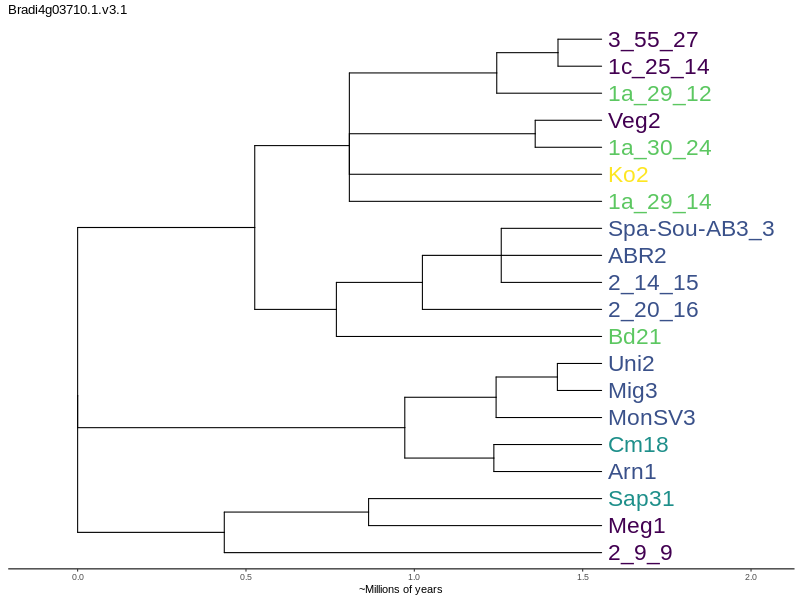 Bradi4g03710.1.v3.1
3_55_27
1c_25_14
1a_29_12
Veg2
1a_30_24
Ko2
1a_29_14
Spa-Sou-AB3_3
ABR2
2_14_15
2_20_16
Bd21
Uni2
Mig3
MonSV3
Cm18
Arn1
Sap31
Meg1
2_9_9
0.0 0.5 1.0 1.5 2.0
~Millions of years